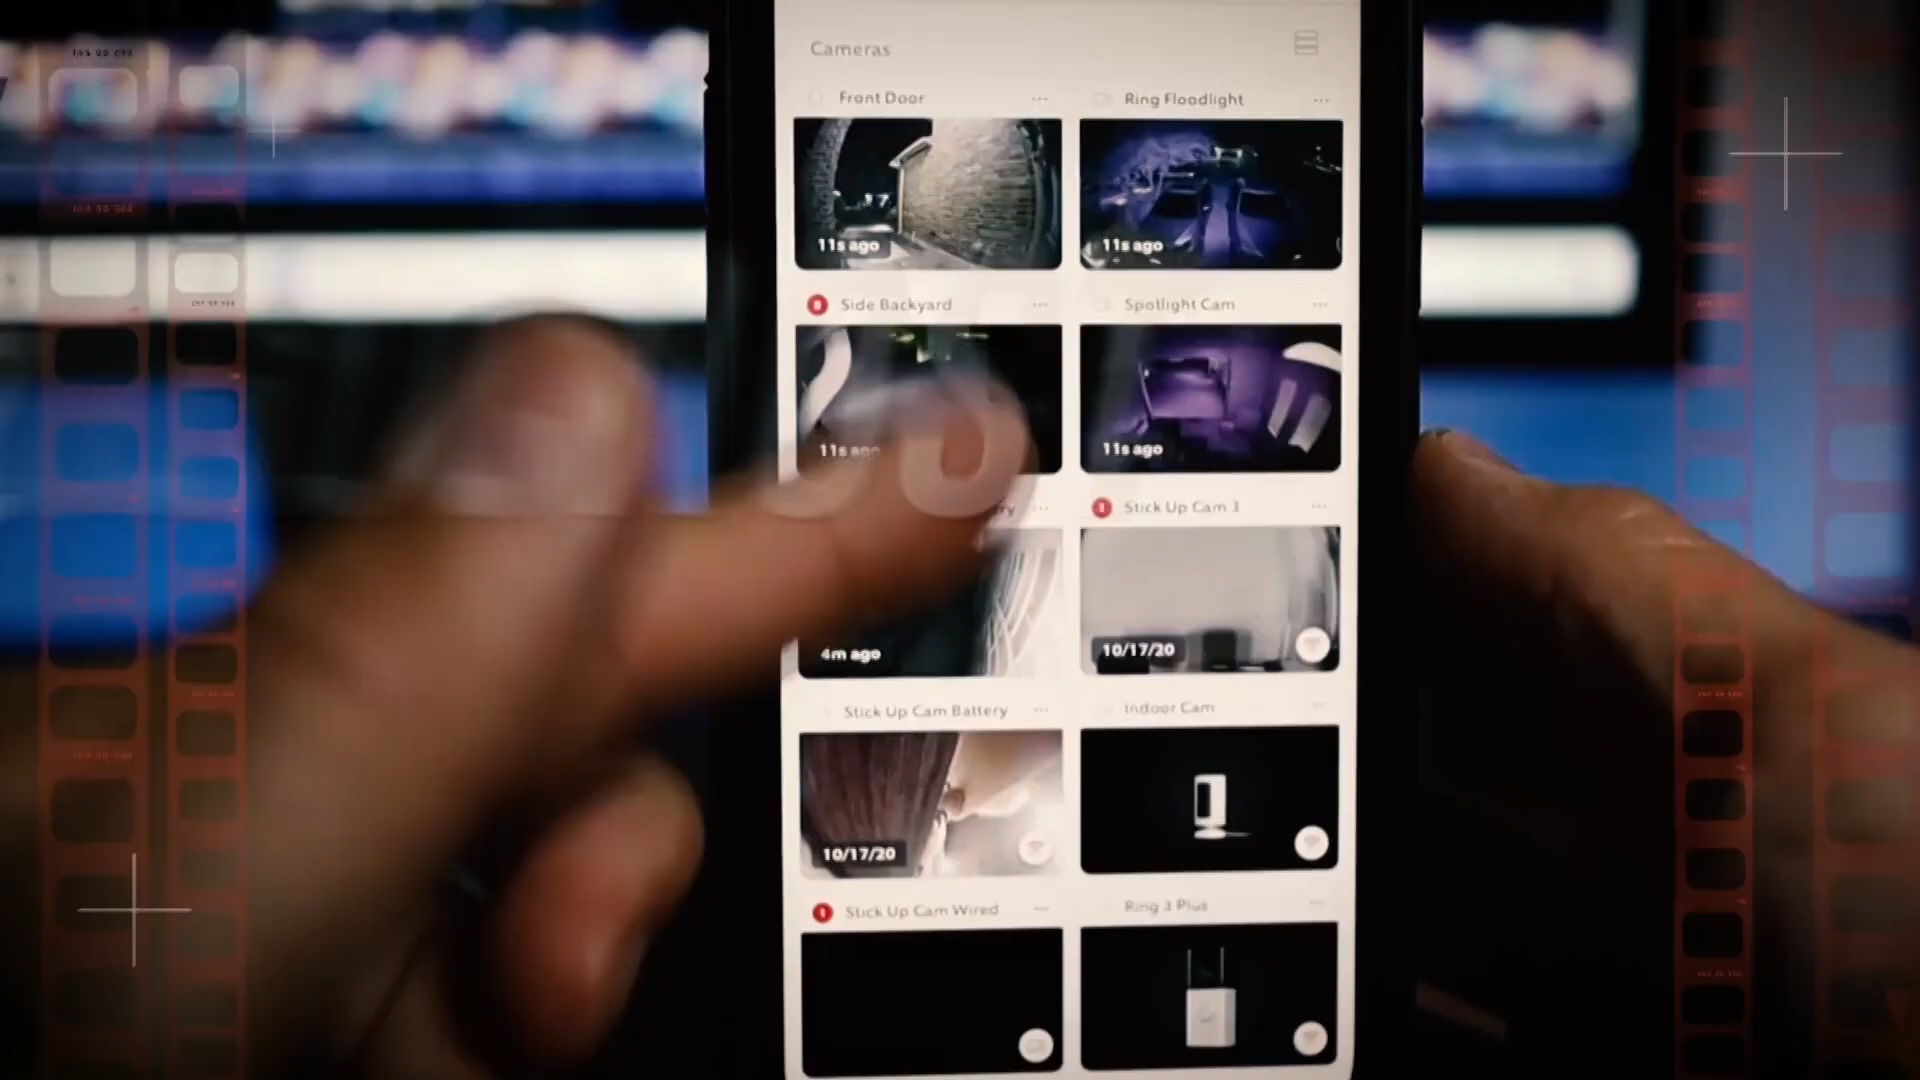 Cameras
Front Door
Ring Floodlight
11s ago
11s ago
Side Backyard
Spotlight Cam
11s ago
11s ago
Stick Up Cam 3
4m ago
10/17/20
Stick Up Cam Battery
Indoor Cam
10/17/20
Stick Up Cam Wired
Ring 3 Plus